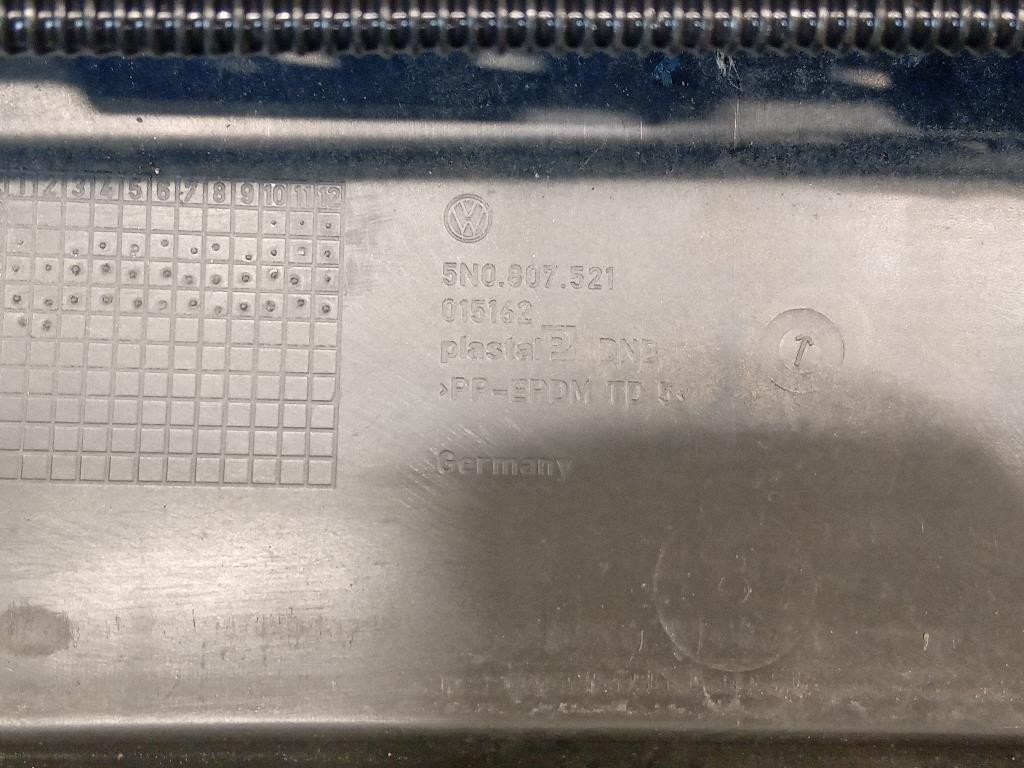 1 2 3 4 5 6 7 8 9 10 11 12
VW
5N0.807.521
015162
plastal DNB
>PP-EPDM TD 5<
Germany